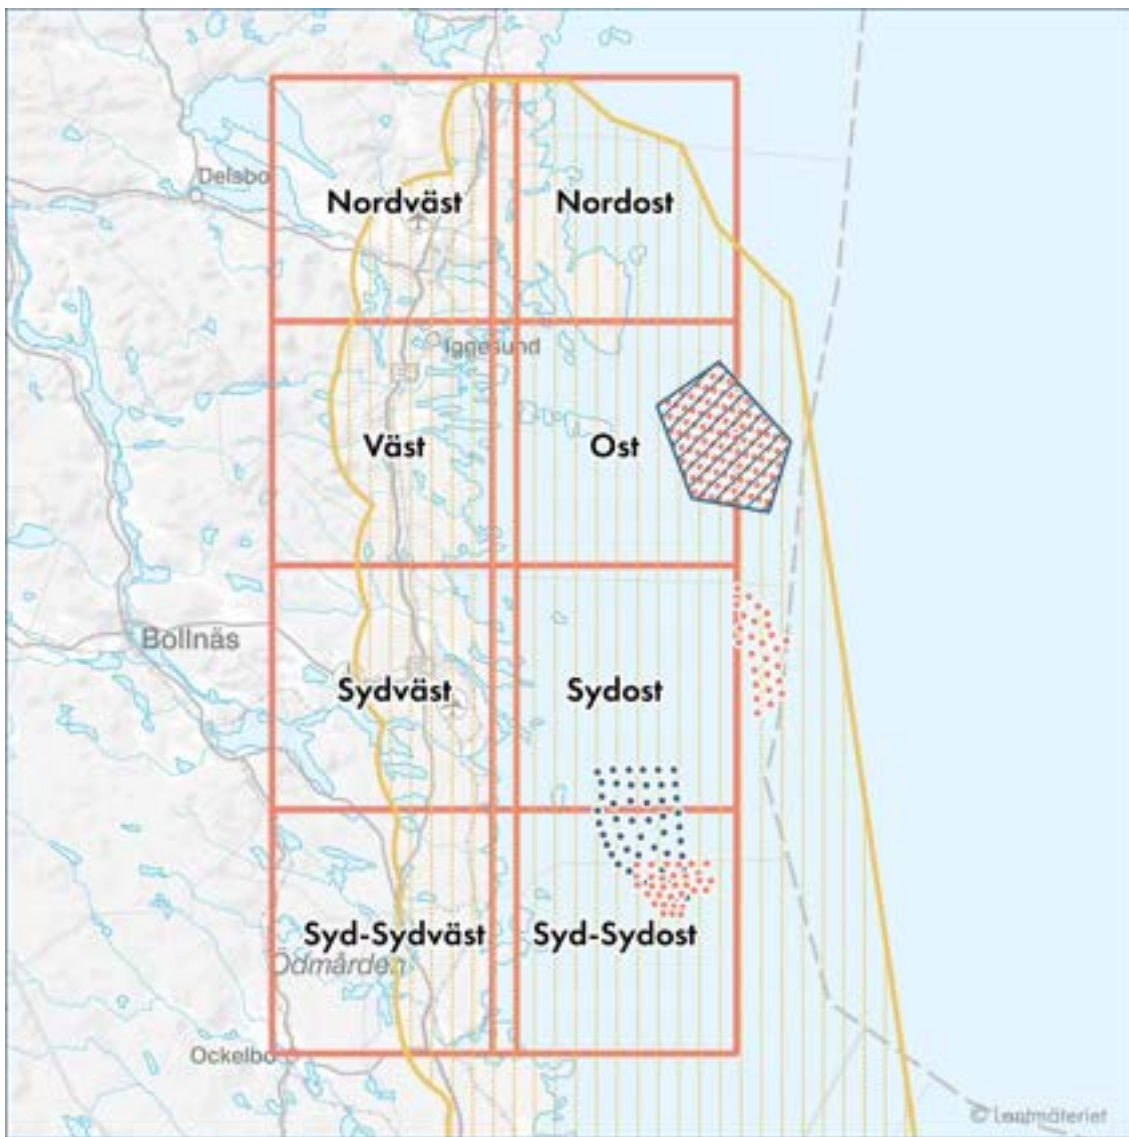 Delsbo
Nordväst
Nordost
Iggesund
Väst
Ost
Bollnäs
Sydväst
Sydost
Syd-Sydväst
Syd-Sydost
Ödmården
Ockelbo
© Lantmäteriet